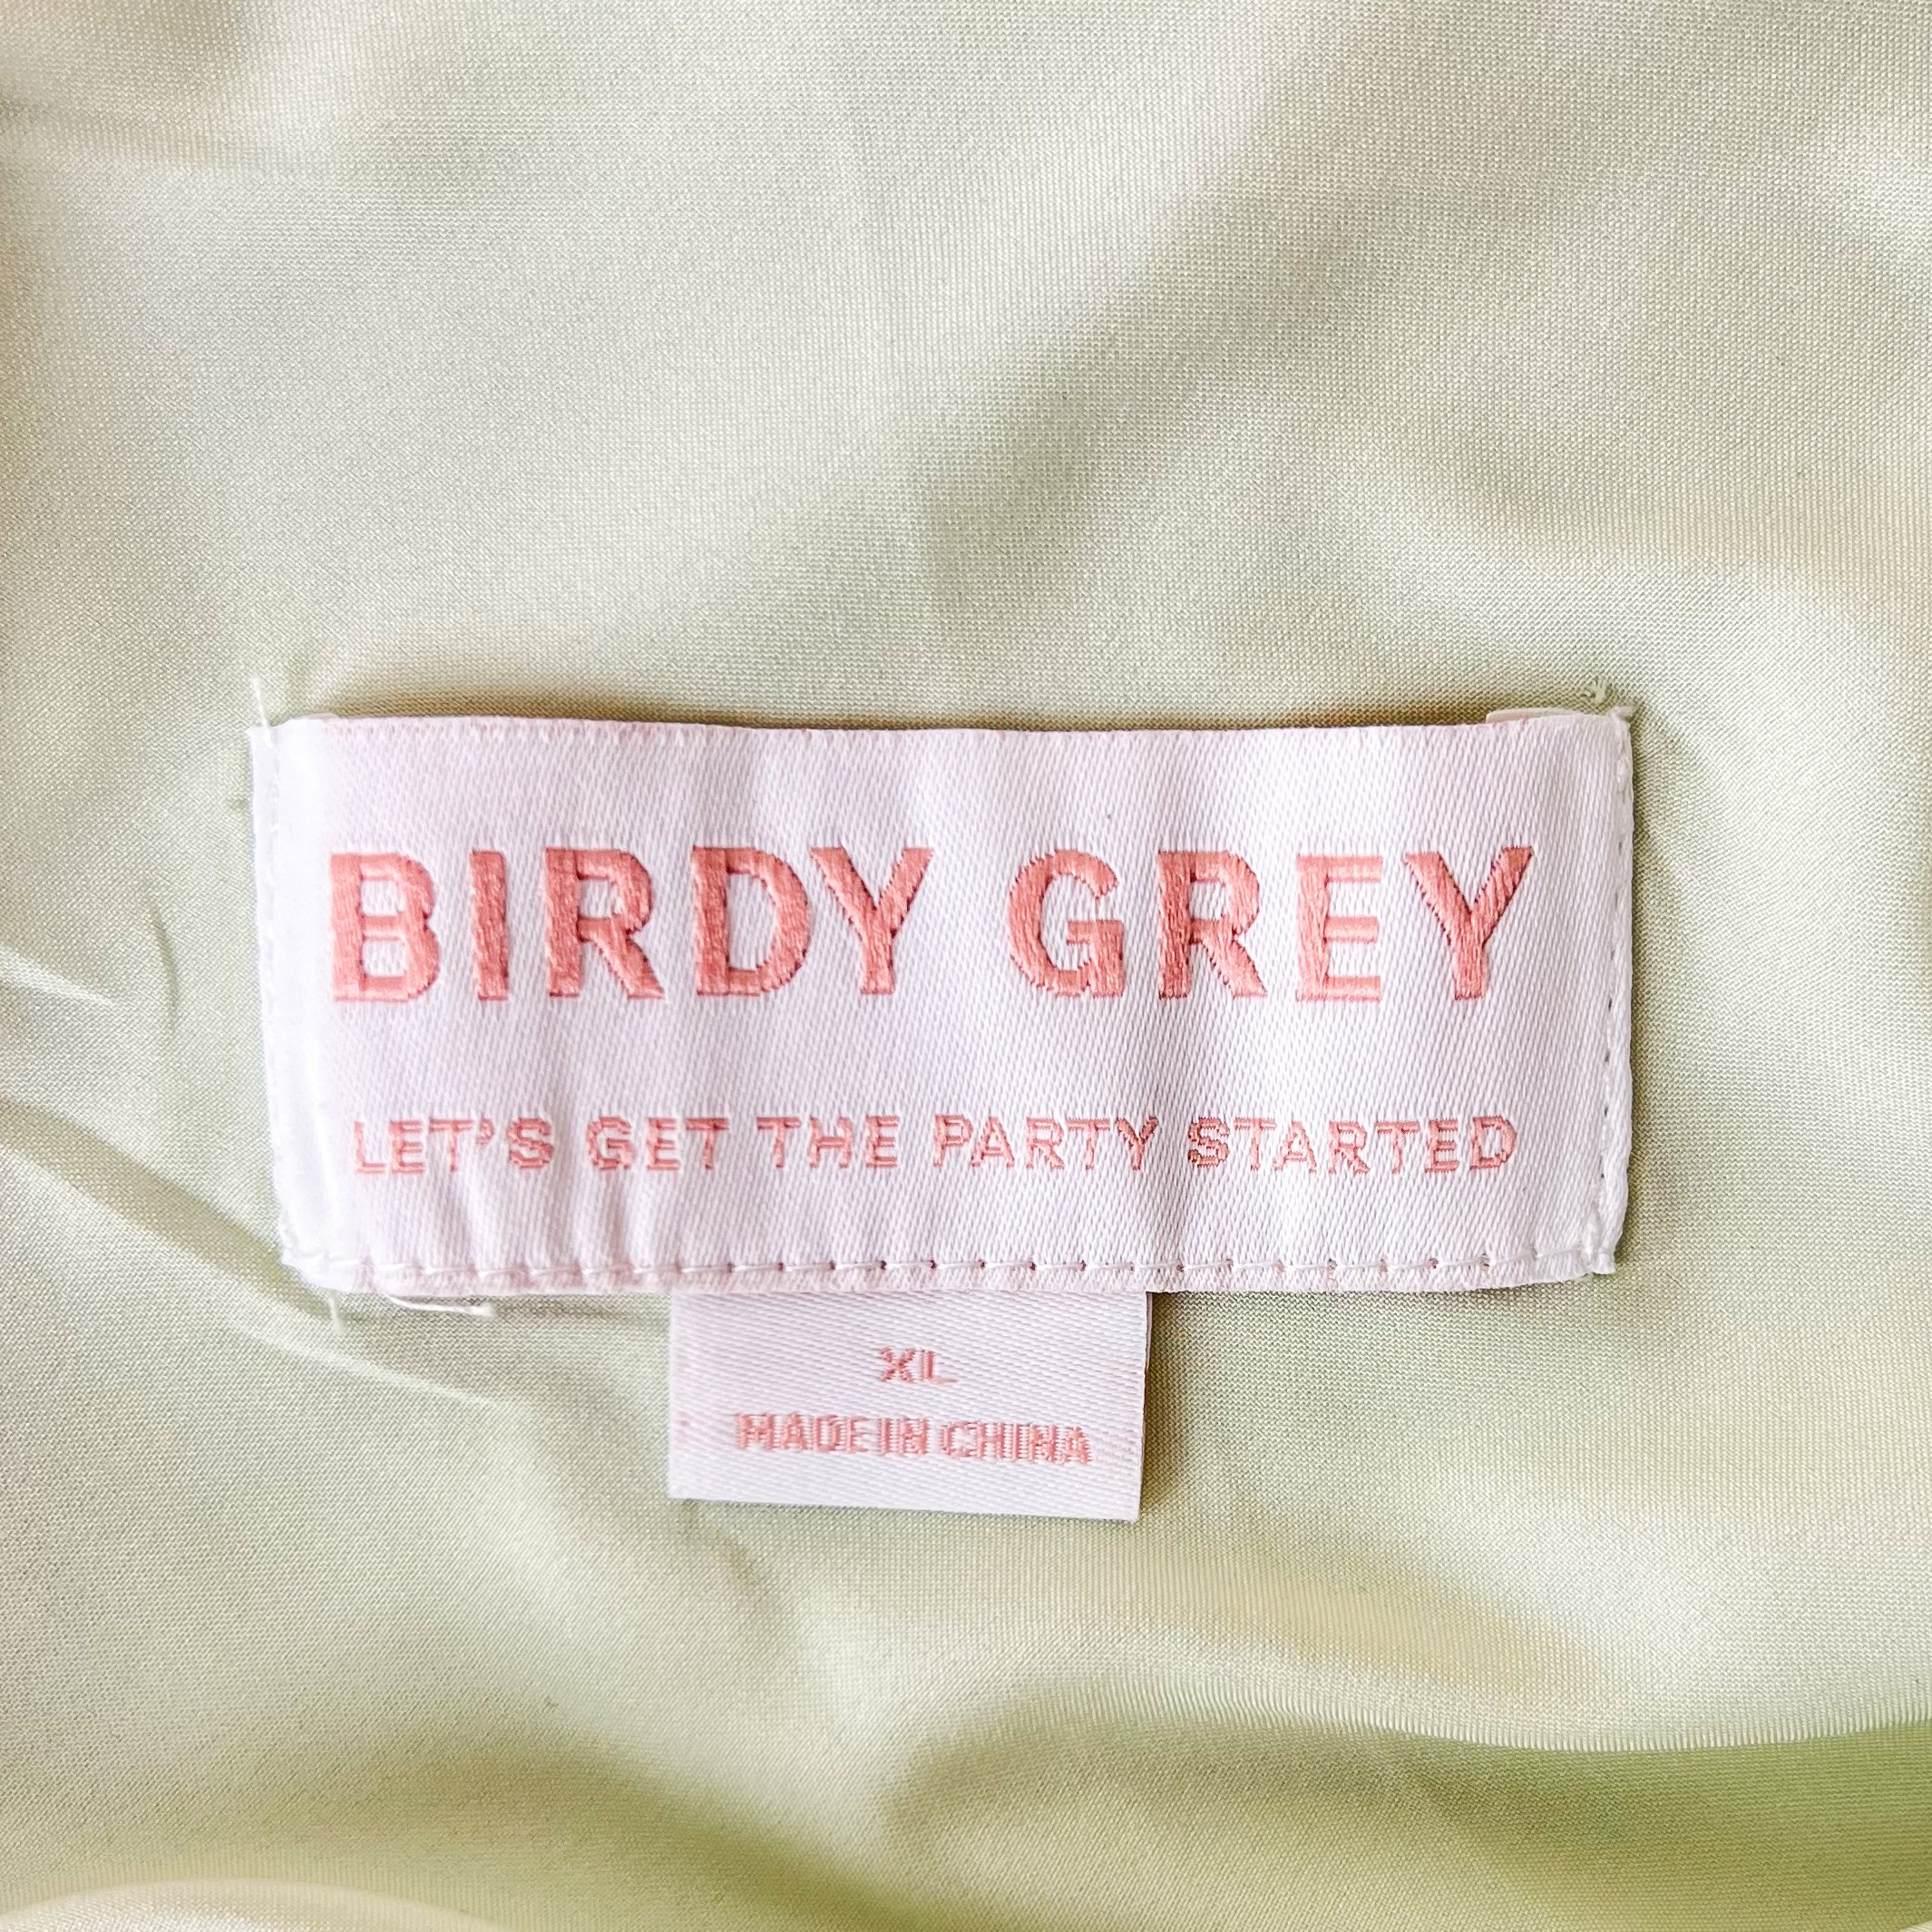 BIRDY GREY
LET'S GET THE PARTY STARTED
XL
MADE IN CHINA